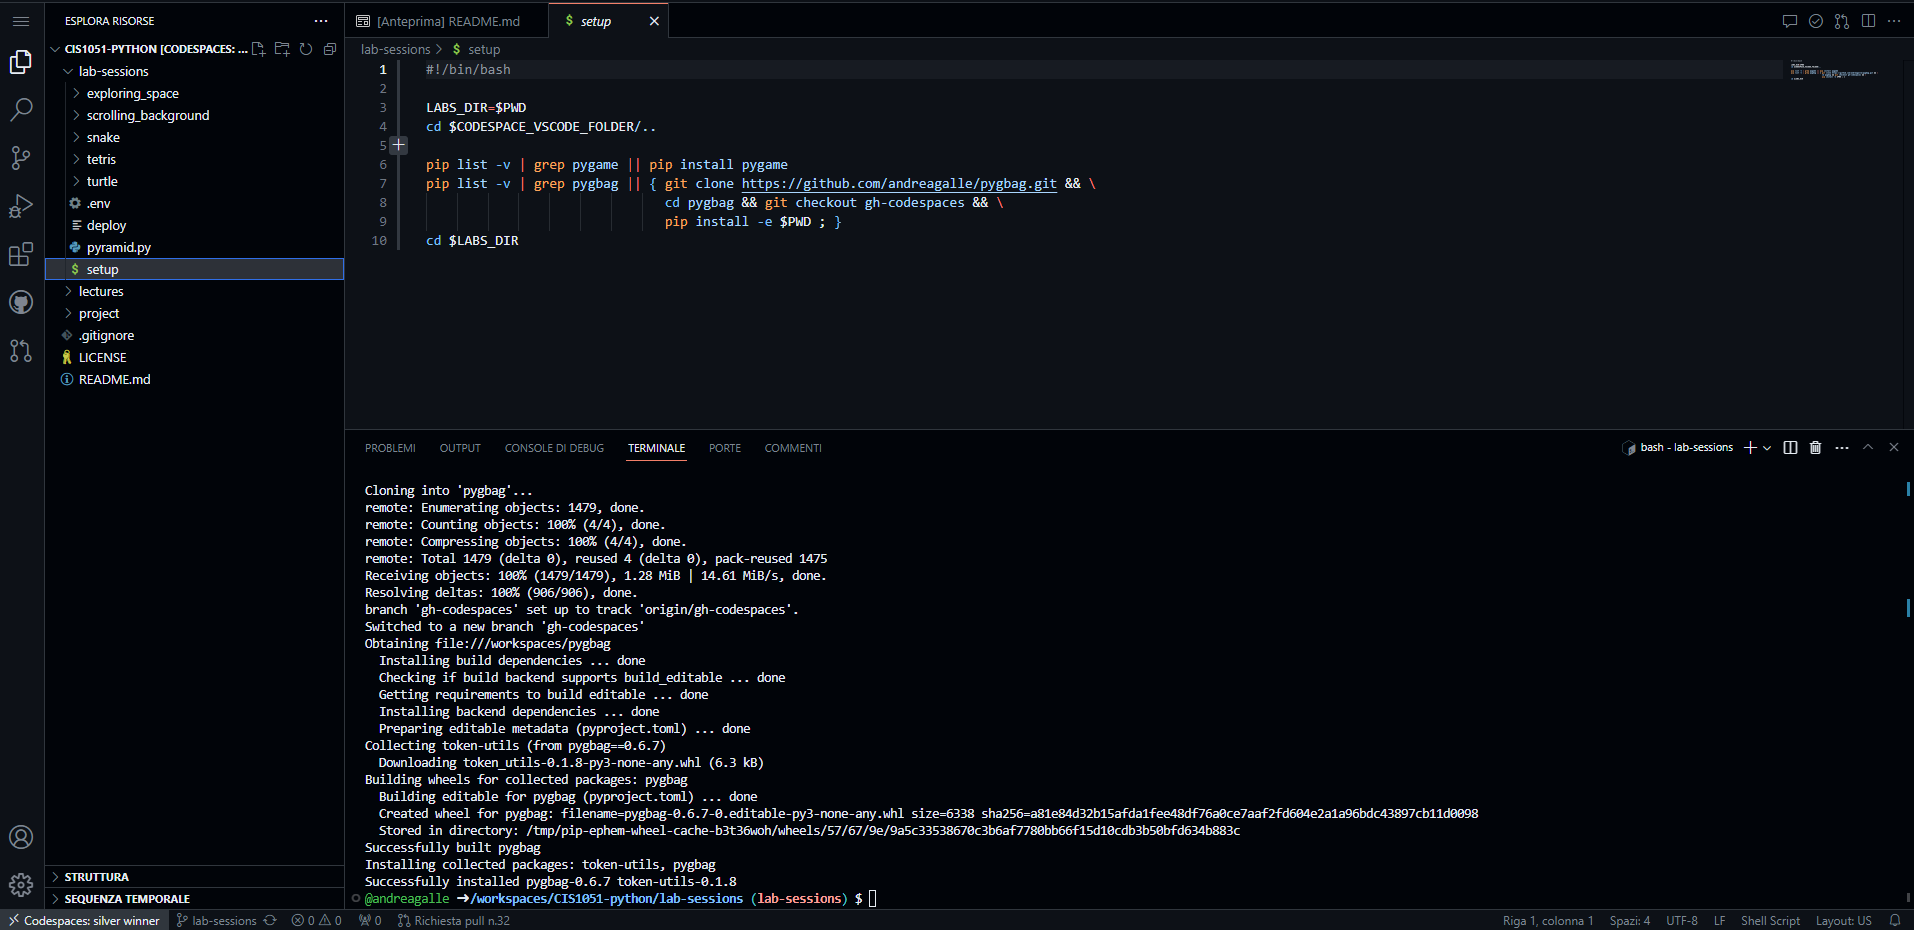 ESPLORA RISORSE
CIS1051-PYTHON [CODESPACES: ...
lab-sessions
exploring_space
scrolling_background
snake
tetris
turtle
.env
deploy
pyramid.py
$ setup
lectures
project
.gitignore
LICENSE
README.md
STRUTTURA
SEQUENZA TEMPORALE
[Anteprima] README.md
$ setup
lab-sessions > $ setup
1 #!/bin/bash
2
3 LABS_DIR=$PWD
4 cd $CODESPACE_VSCODE_FOLDER/..
5
6 pip list -v | grep pygame || pip install pygame
7 pip list -v | grep pygbag || { git clone https://github.com/andreagalle/pygbag.git && \
8 cd pygbag && git checkout gh-codespaces && \
9 pip install -e $PWD ; }
10 cd $LABS_DIR
PROBLEMI OUTPUT CONSOLE DI DEBUG TERMINALE PORTE COMMENTI
bash - lab-sessions
Cloning into 'pygbag'...
remote: Enumerating objects: 1479, done.
remote: Counting objects: 100% (4/4), done.
remote: Compressing objects: 100% (4/4), done.
remote: Total 1479 (delta 0), reused 4 (delta 0), pack-reused 1475
Receiving objects: 100% (1479/1479), 1.28 MiB | 14.61 MiB/s, done.
Resolving deltas: 100% (906/906), done.
branch 'gh-codespaces' set up to track 'origin/gh-codespaces'.
Switched to a new branch 'gh-codespaces'
Obtaining file:///workspaces/pygbag
Installing build dependencies ... done
Checking if build backend supports build_editable ... done
Getting requirements to build editable ... done
Installing backend dependencies ... done
Preparing editable metadata (pyproject.toml) ... done
Collecting token-utils (from pygbag==0.6.7)
Downloading token_utils-0.1.8-py3-none-any.whl (6.3 kB)
Building wheels for collected packages: pygbag
Building editable for pygbag (pyproject.toml) ... done
Created wheel for pygbag: filename=pygbag-0.6.7-0.editable-py3-none-any.whl size=6338 sha256=a81e84d32b15afda1fee48df76a0ce7aaf2fd604e2a1a96bdc43897cb11d0098
Stored in directory: /tmp/pip-ephem-wheel-cache-b3t36woh/wheels/57/67/9e/9a5c33538670c3b6af7780bb66f15d10cdb3b50bfd634b883c
Successfully built pygbag
Installing collected packages: token-utils, pygbag
Successfully installed pygbag-0.6.7 token-utils-0.1.8
@andreagalle ➜/workspaces/CIS1051-python/lab-sessions (lab-sessions) $
Codespaces: silver winner lab-sessions 0 0 0 Richiesta pull n.32
Riga 1, colonna 1 Spazi: 4 UTF-8 LF Shell Script Layout: US